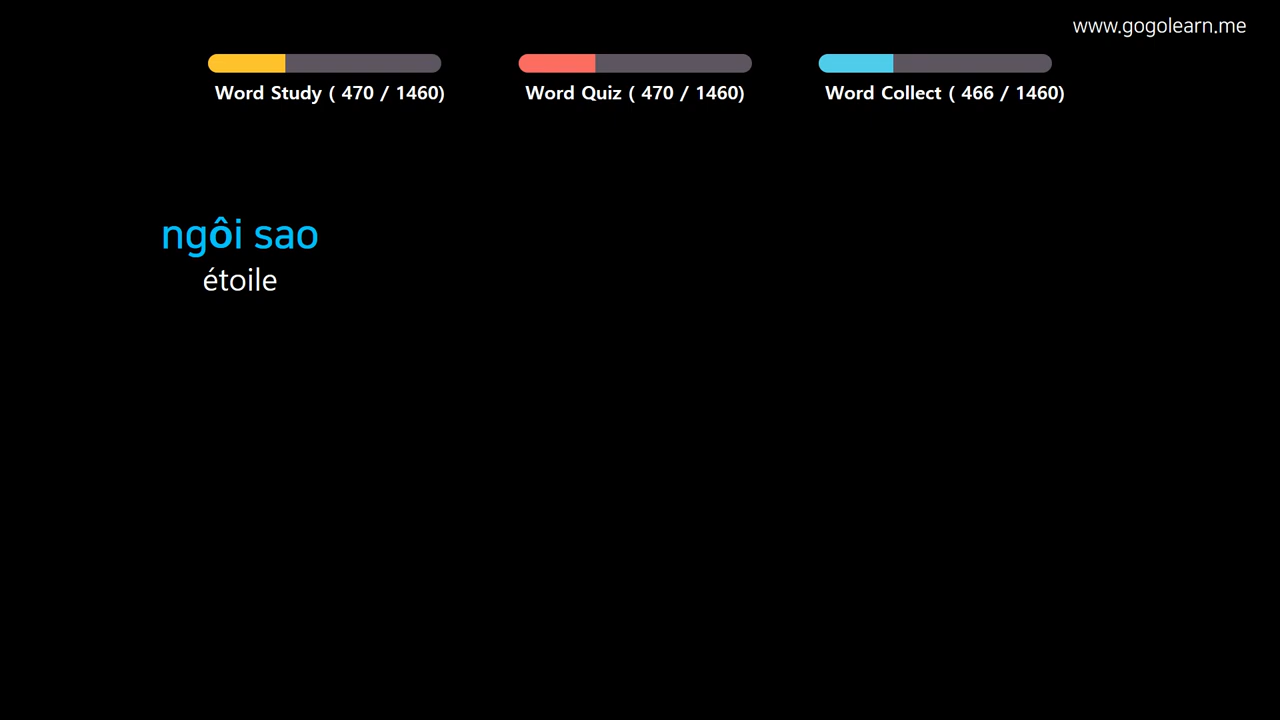 www.gogolearn.me
Word Study ( 470 / 1460)
Word Quiz ( 470 / 1460)
Word Collect ( 466 / 1460)
ngôi sao
étoile